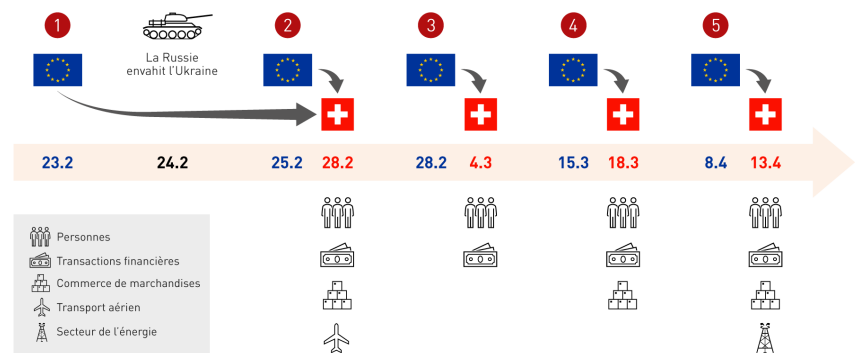 1
2
3
4
5
La Russie
envahit l'Ukraine
23.2
24.2
25.2 28.2
28.2 4.3
15.3 18.3
8.4 13.4
Personnes
Transactions financières
Commerce de marchandises
Transport aérien
Secteur de l'énergie